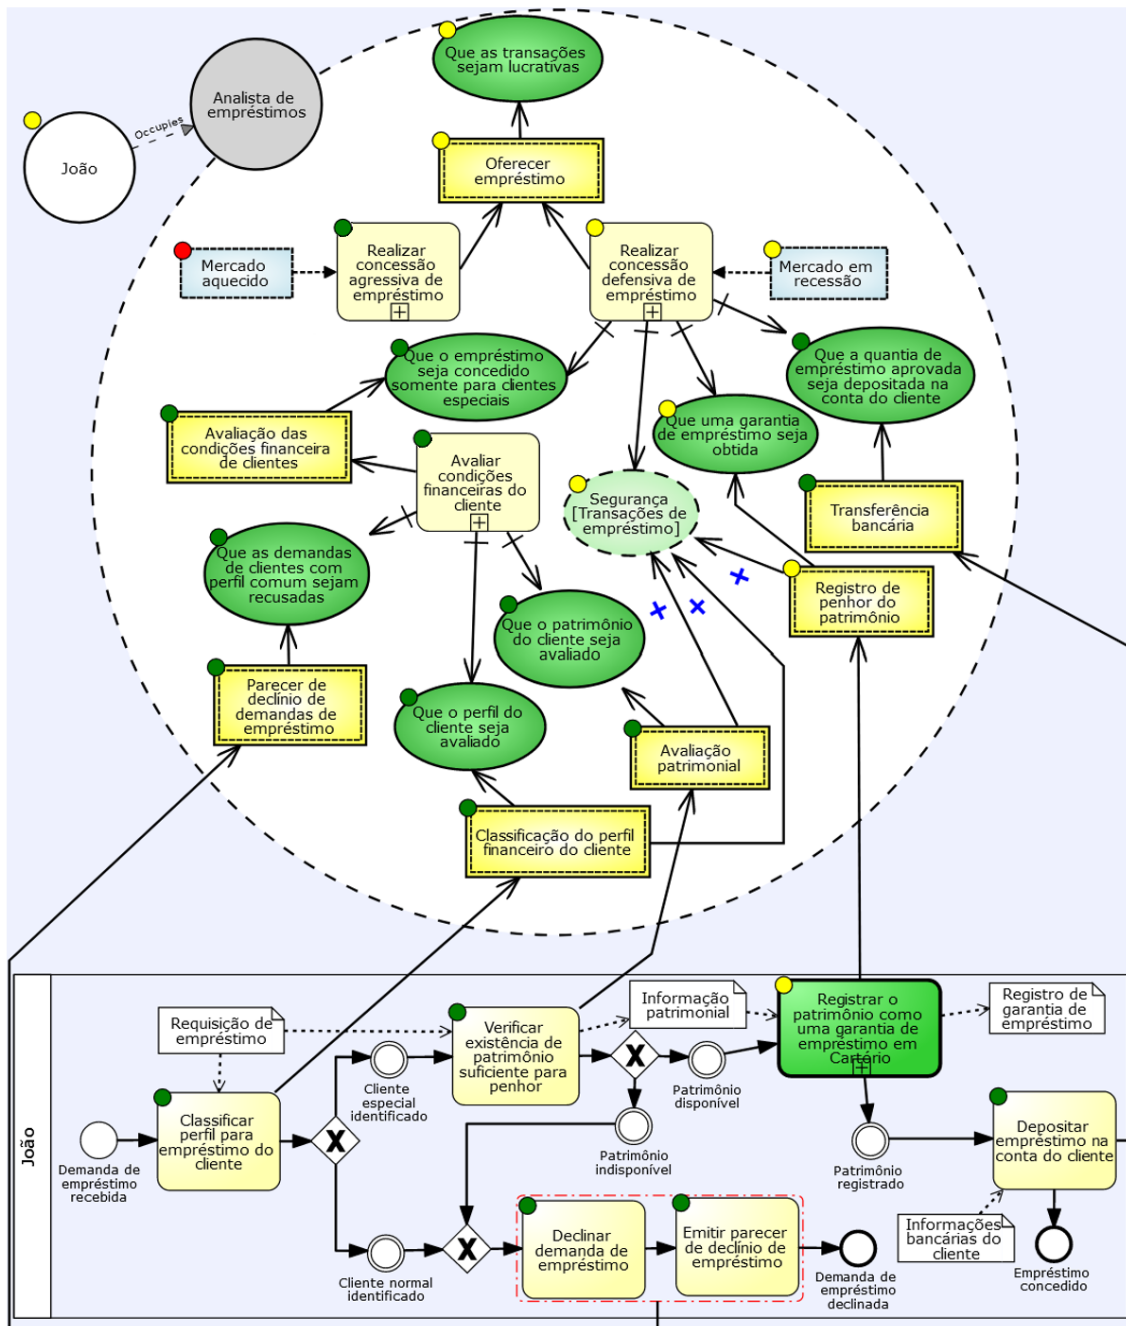 Que as transações
sejam lucrativas
Analista de
empréstimos
Occupies
João
Oferecer
empréstimo
Mercado
aquecido
Realizar
concessão
agressiva de
empréstimo
Realizar
concessão
defensiva de
empréstimo
Mercado em
recessão
Que o empréstimo
seja concedido
somente para clientes
especiais
Que a quantia de
empréstimo aprovada
seja depositada na
conta do cliente
Avaliação das
condições financeira
de clientes
Avaliar
condições
financeiras do
cliente
Que uma garantia
de empréstimo seja
obtida
Segurança
[Transações de
empréstimo]
Transferência
bancária
Que as demandas
de clientes com
perfil comum sejam
recusadas
Registro de
penhor do
patrimônio
Que o patrimônio
do cliente seja
avaliado
Parecer de
declínio de
demandas de
empréstimo
Que o perfil do
cliente seja
avaliado
Avaliação
patrimonial
Classificação do perfil
financeiro do cliente
João
Requisição de
empréstimo
Verificar
existência de
patrimônio
suficiente para
penhor
Informação
patrimonial
Registrar o
patrimônio como
uma garantia de
empréstimo em
Cartório
Registro de
garantia de
empréstimo
Cliente
especial
identificado
Patrimônio
disponível
Demanda de
empréstimo
recebida
Classificar
perfil para
empréstimo do
cliente
Patrimônio
indisponível
Patrimônio
registrado
Depositar
empréstimo na
conta do cliente
Cliente normal
identificado
Declinar
demanda de
empréstimo
Emitir parecer
de declínio de
empréstimo
Demanda de
empréstimo
declinada
Informações
bancárias do
cliente
Empréstimo
concedido